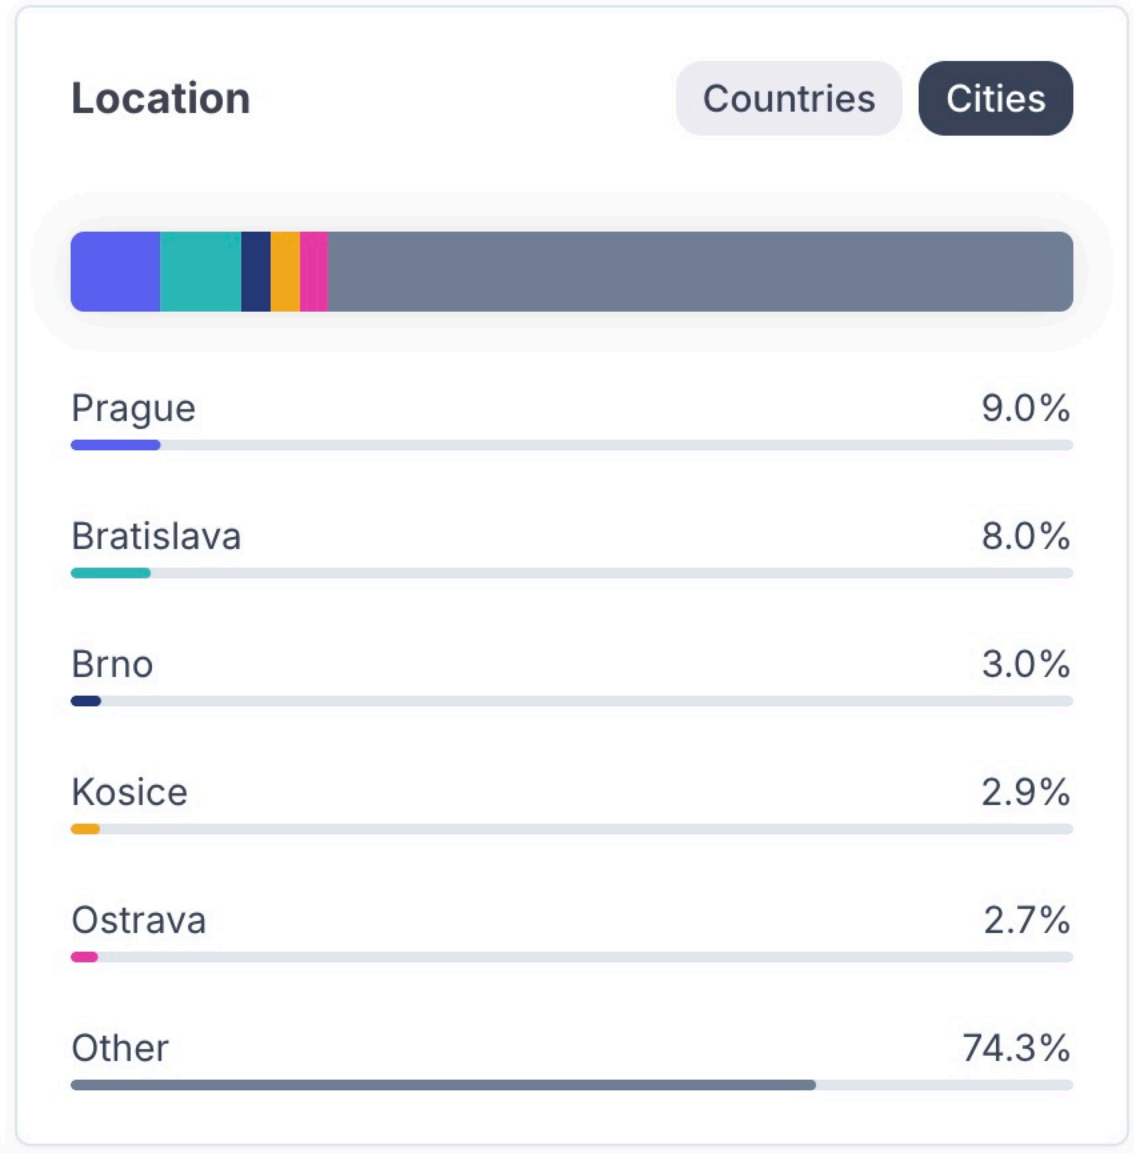 Location Countries Cities
Prague 9.0%
Bratislava 8.0%
Brno 3.0%
Kosice 2.9%
Ostrava 2.7%
Other 74.3%